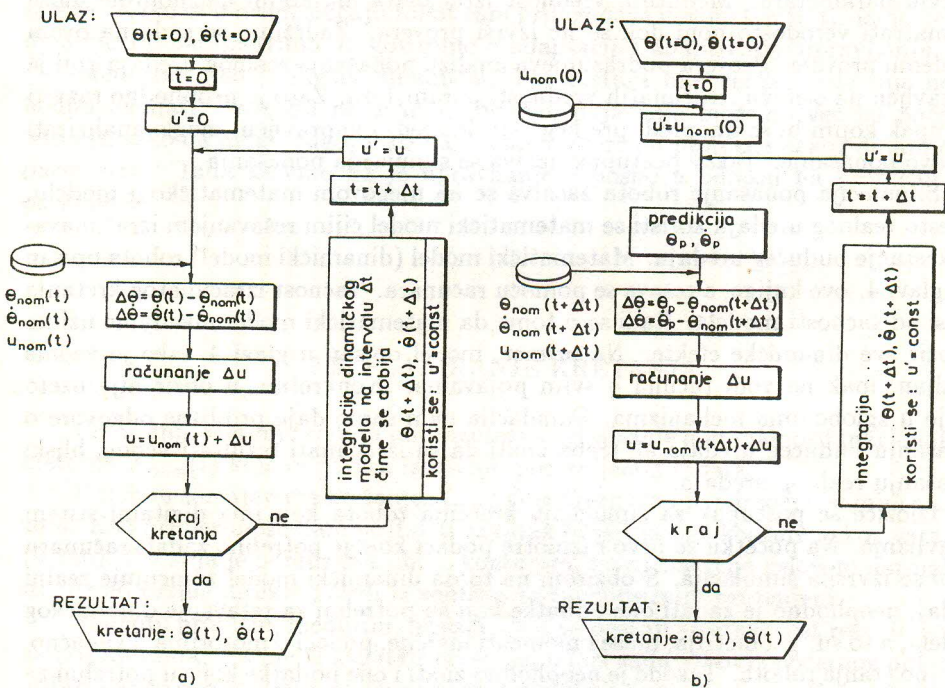 ULAZ:
Θ(t=0), Θ̇(t=0)
t=0
u'=0
u'=u
t=t+Δt
Θnom(t)
Θ̇nom(t)
unom(t)
ΔΘ=Θ(t)-Θnom(t)
ΔΘ̇=Θ̇(t)-Θ̇nom(t)
računanje Δu
u=unom(t)+Δu
kraj
kretanja
ne
da
integracija dinamičkog
modela na intervalu Δt
čime se dobija
Θ(t+Δt), Θ̇(t+Δt)
koristi se: u'=const
REZULTAT:
kretanje: Θ(t), Θ̇(t)
a)
ULAZ:
Θ(t=0), Θ̇(t=0)
unom(0)
t=0
u'=unom(0)
u'=u
t=t+Δt
predikcija
Θp, Θ̇p
Θnom(t+Δt)
Θ̇nom(t+Δt)
unom(t+Δt)
ΔΘ=Θp-Θnom(t+Δt)
ΔΘ̇=Θ̇p-Θ̇nom(t+Δt)
računanje Δu
u=unom(t+Δt)+Δu
kraj
ne
da
integracija
Θ(t+Δt), Θ̇(t+Δt)
koristi se: u'=const
REZULTAT:
kretanje: Θ(t), Θ̇(t)
b)